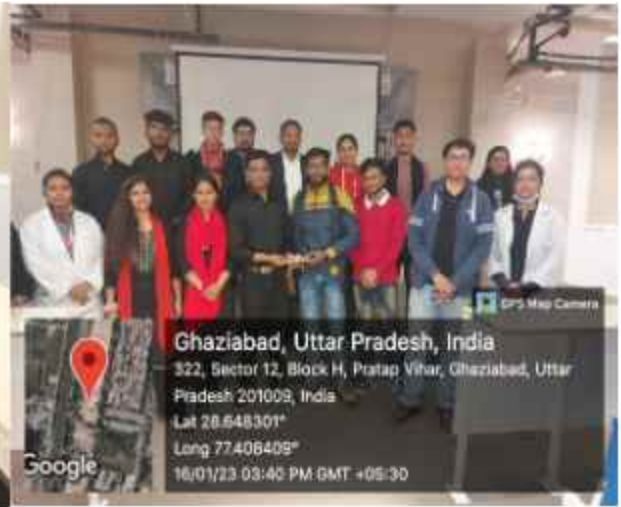 GPS Map Camera
Ghaziabad, Uttar Pradesh, India
322, Sector 12, Block H, Pratap Vihar, Ghaziabad, Uttar
Pradesh 201009, India
Lat 28.648301°
Long 77.408409°
16/01/23 03:40 PM GMT +05:30
Google